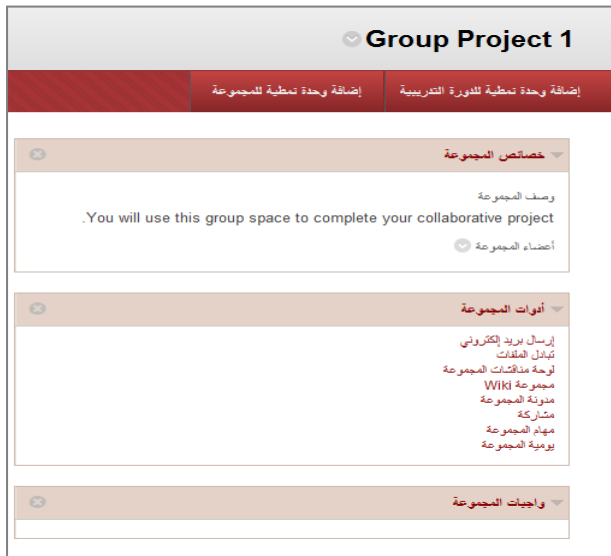 Group Project 1
إضافة وحدة نمطية للدورة التدريبية
إضافة وحدة نمطية للمجموعة
خصائص المجموعة
وصف المجموعة
You will use this group space to complete your collaborative project.
أعضاء المجموعة
أدوات المجموعة
إرسال بريد إلكتروني
تبادل الملفات
لوحة مناقشات المجموعة
مجموعة Wiki
مدونة المجموعة
مشاركة
مهام المجموعة
يومية المجموعة
واجبات المجموعة